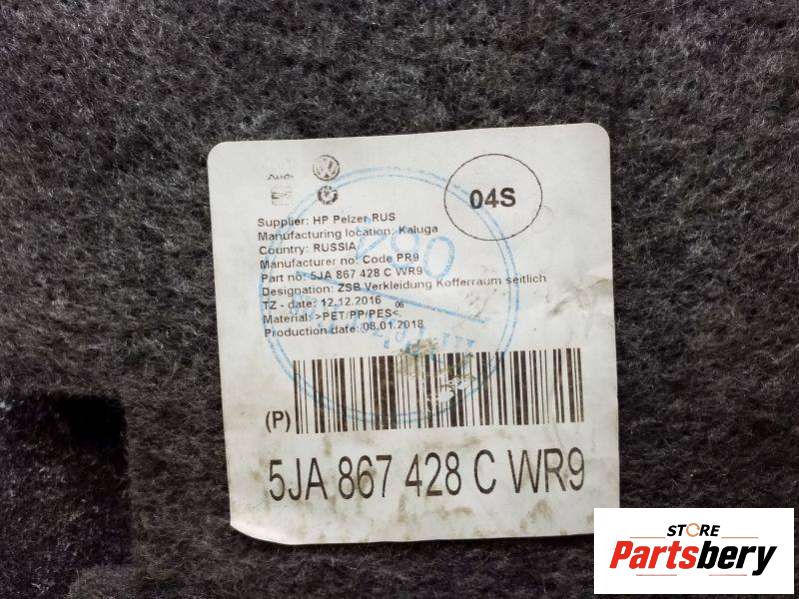 Audi
04S
Supplier: HP Pelzer RUS
Manufacturing location: Kaluga
Country: RUSSIA
Manufacturer no: Code PR9
Part no: 5JA 867 428 C WR9
Designation: ZSB Verkleidung Kofferraum seitlich
TZ - date: 12.12.2016 06
Material: >PET/PP/PES<
Production date: 08.01.2018
(P)
5JA 867 428 C WR9
STORE
Partsbery